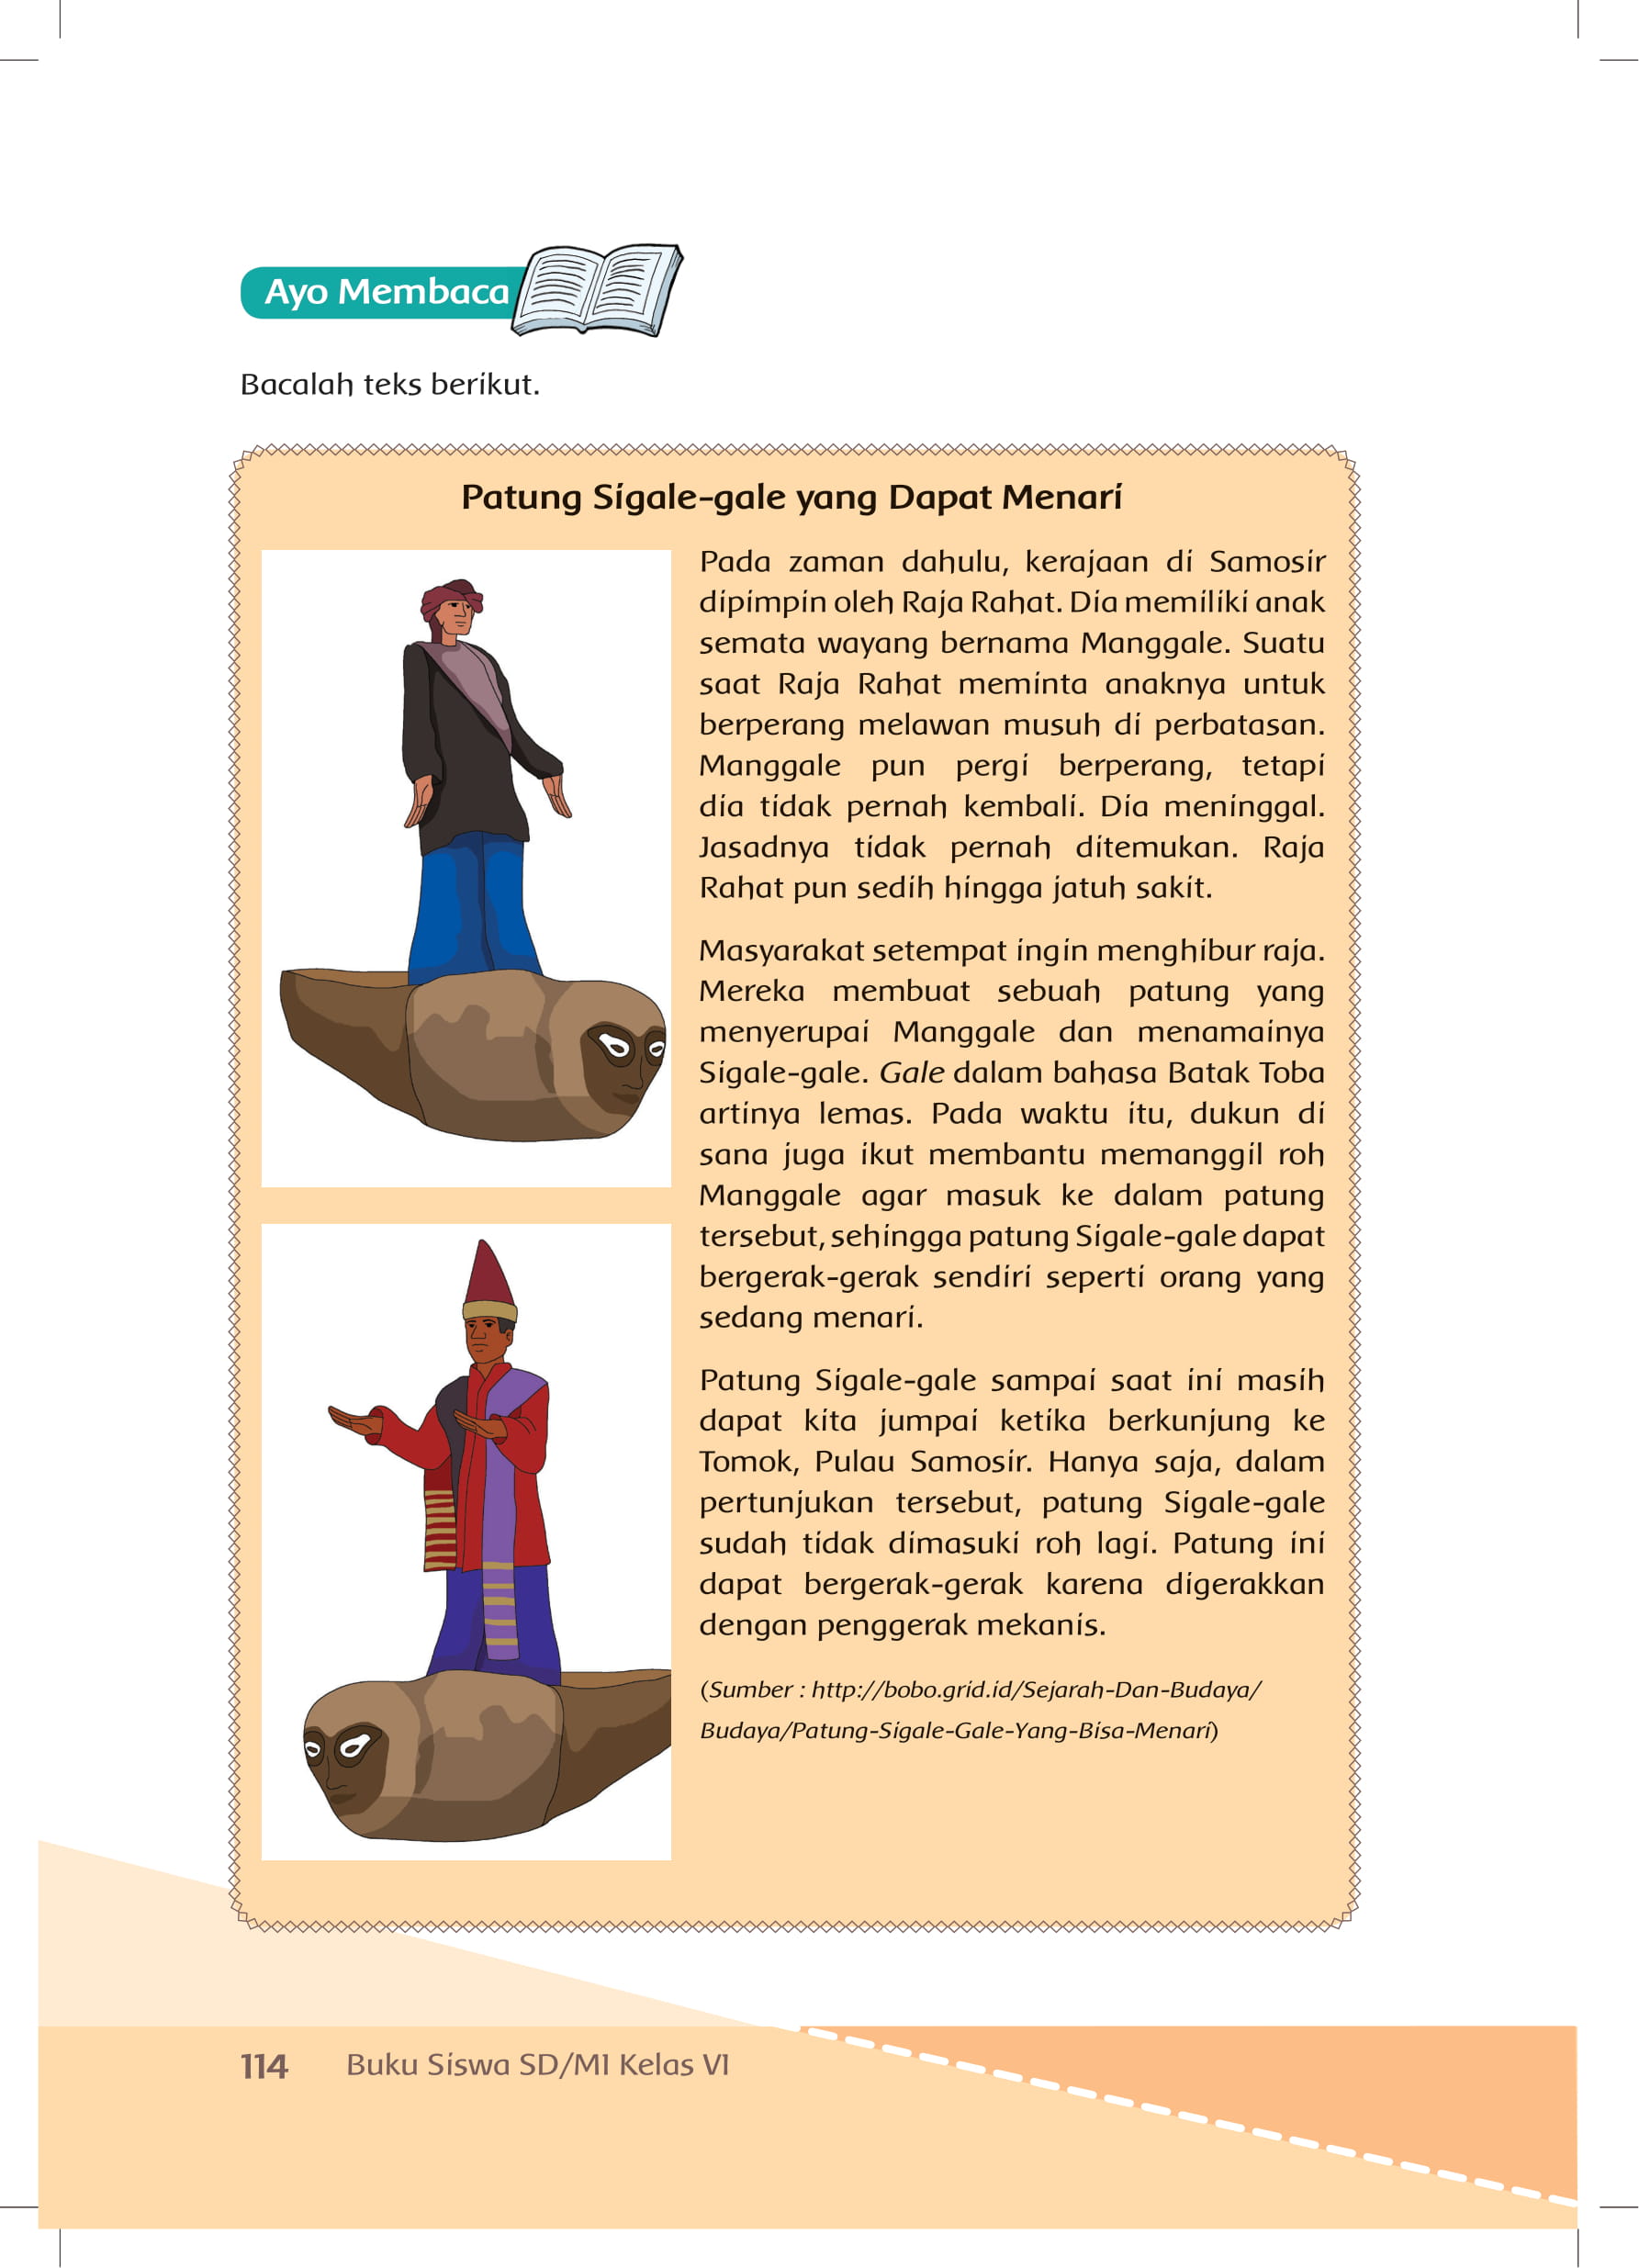 Ayo Membaca
Bacalah teks berikut.
Patung Sigale-gale yang Dapat Menari
Pada zaman dahulu, kerajaan di Samosir
dipimpin oleh Raja Rahat. Dia memiliki anak
semata wayang bernama Manggale. Suatu
saat Raja Rahat meminta anaknya untuk
berperang melawan musuh di perbatasan.
Manggale pun pergi berperang, tetapi
dia tidak pernah kembali. Dia meninggal.
Jasadnya tidak pernah ditemukan. Raja
Rahat pun sedih hingga jatuh sakit.
Masyarakat setempat ingin menghibur raja.
Mereka membuat sebuah patung yang
menyerupai Manggale dan menamainya
Sigale-gale. Gale dalam bahasa Batak Toba
artinya lemas. Pada waktu itu, dukun di
sana juga ikut membantu memanggil roh
Manggale agar masuk ke dalam patung
tersebut, sehingga patung Sigale-gale dapat
bergerak-gerak sendiri seperti orang yang
sedang menari.
Patung Sigale-gale sampai saat ini masih
dapat kita jumpai ketika berkunjung ke
Tomok, Pulau Samosir. Hanya saja, dalam
pertunjukan tersebut, patung Sigale-gale
sudah tidak dimasuki roh lagi. Patung ini
dapat bergerak-gerak karena digerakkan
dengan penggerak mekanis.
(Sumber : http://bobo.grid.id/Sejarah-Dan-Budaya/
Budaya/Patung-Sigale-Gale-Yang-Bisa-Menari)
114 Buku Siswa SD/MI Kelas VI